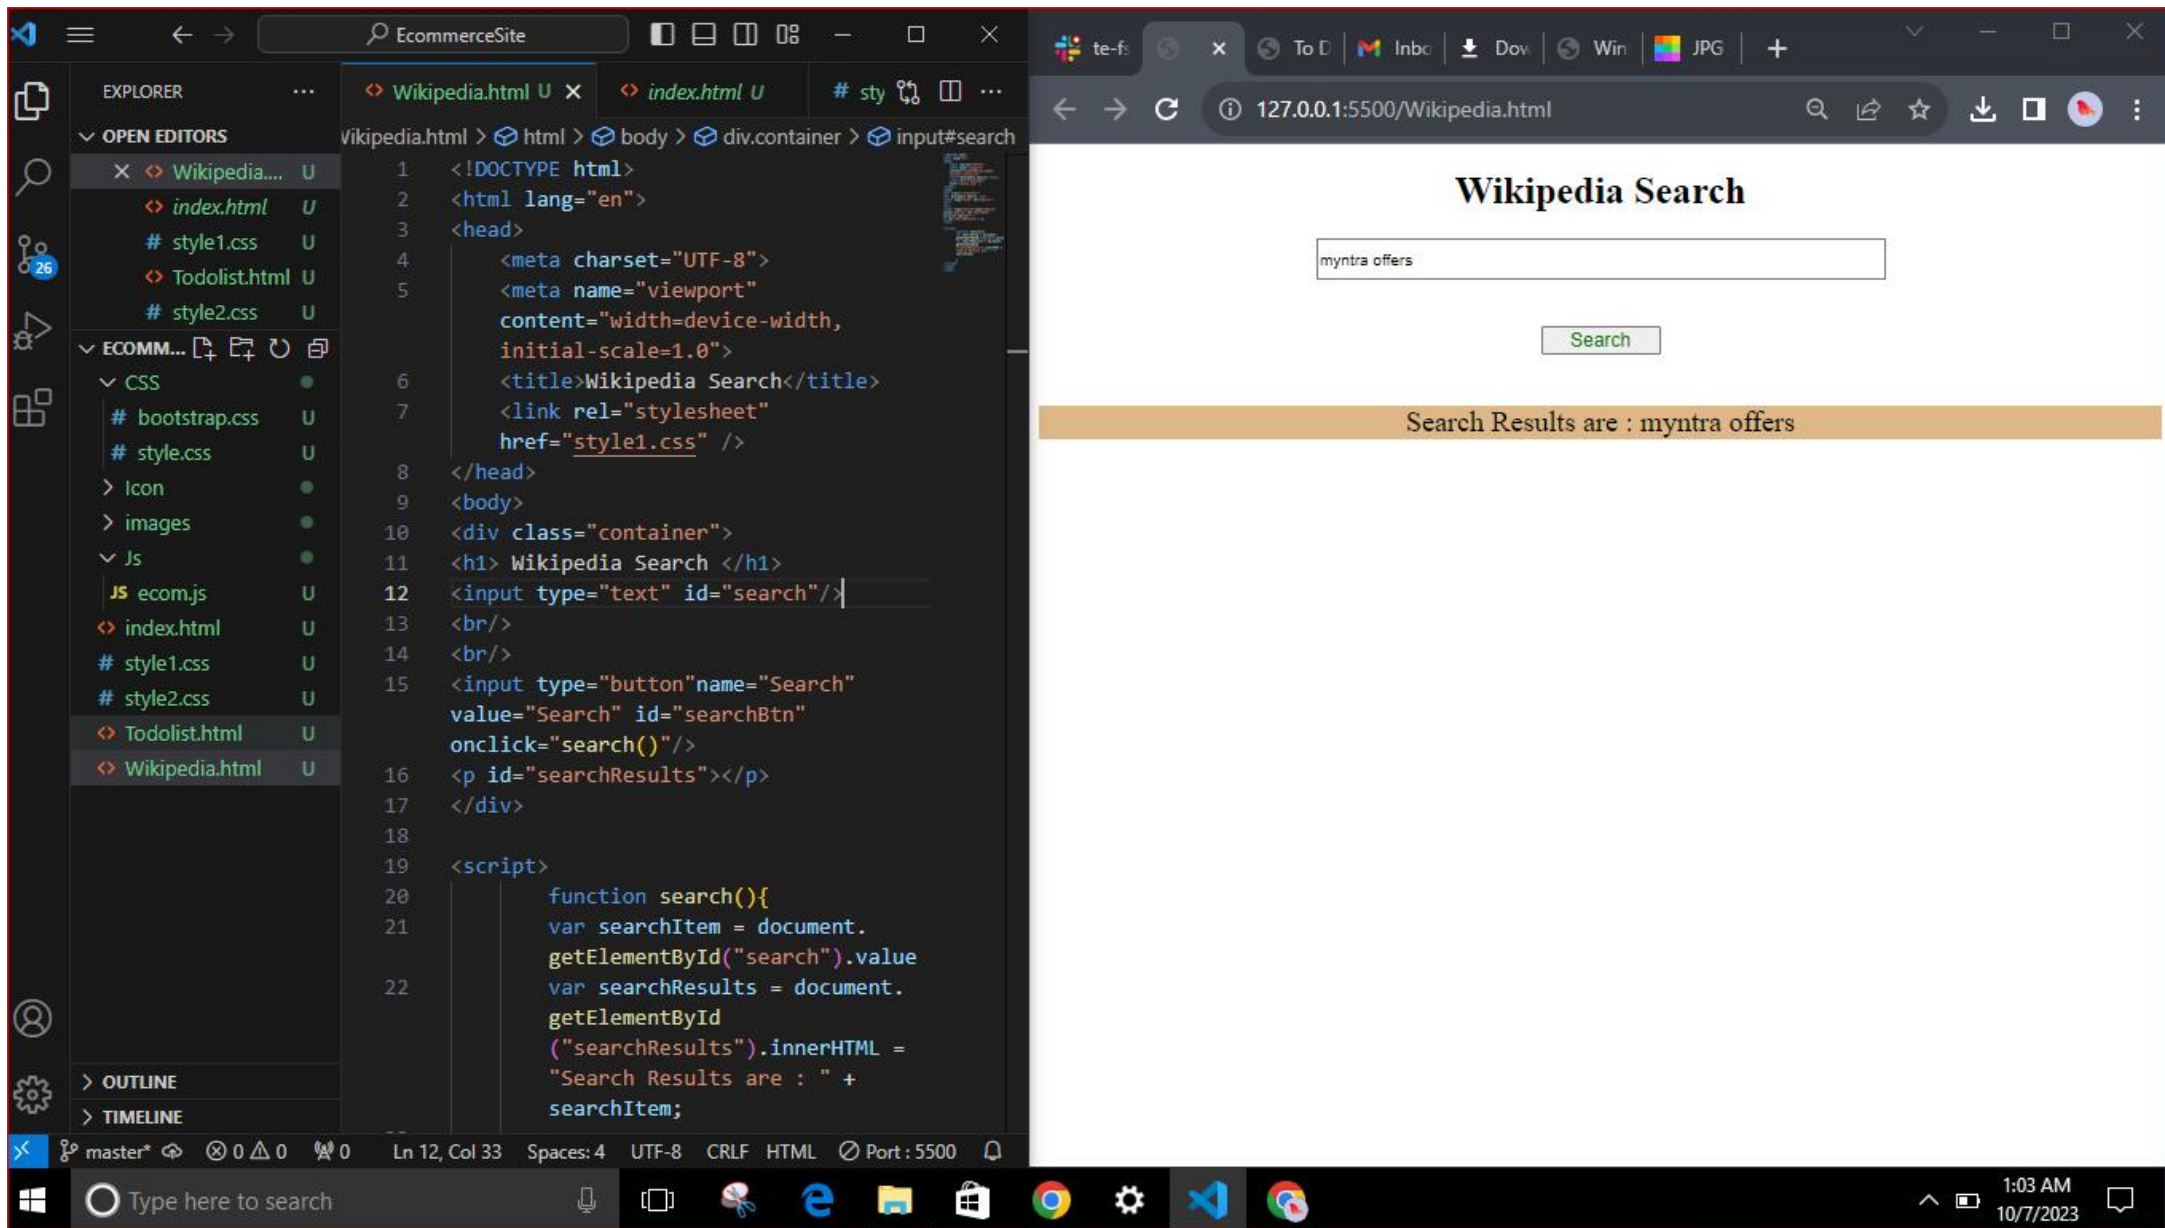 EcommerceSite
EXPLORER
OPEN EDITORS
Wikipedia.... U
index.html U
style1.css U
Todolist.html U
style2.css U
ECOMM...
CSS
bootstrap.css U
style.css U
Icon
images
Js
JS ecom.js U
index.html U
style1.css U
style2.css U
Todolist.html U
Wikipedia.html U
OUTLINE
TIMELINE
26
Wikipedia.html U
index.html U
# sty
Vikipedia.html > html > body > div.container > input#search
1 <!DOCTYPE html>
2 <html lang="en">
3 <head>
4 <meta charset="UTF-8">
5 <meta name="viewport"
content="width=device-width,
initial-scale=1.0">
6 <title>Wikipedia Search</title>
7 <link rel="stylesheet"
href="style1.css" />
8 </head>
9 <body>
10 <div class="container">
11 <h1> Wikipedia Search </h1>
12 <input type="text" id="search"/>
13 <br/>
14 <br/>
15 <input type="button"name="Search"
value="Search" id="searchBtn"
onclick="search()"/>
16 <p id="searchResults"></p>
17 </div>
18
19 <script>
20 function search(){
21 var searchItem = document.
getElementById("search").value
22 var searchResults = document.
getElementById
("searchResults").innerHTML =
"Search Results are : " +
searchItem;
master* 0 0 0 Ln 12, Col 33 Spaces: 4 UTF-8 CRLF HTML Port : 5500
te-fs
To D
Inbo
Dow
Win
JPG
127.0.0.1:5500/Wikipedia.html
Wikipedia Search
myntra offers
Search
Search Results are : myntra offers
Type here to search
1:03 AM
10/7/2023